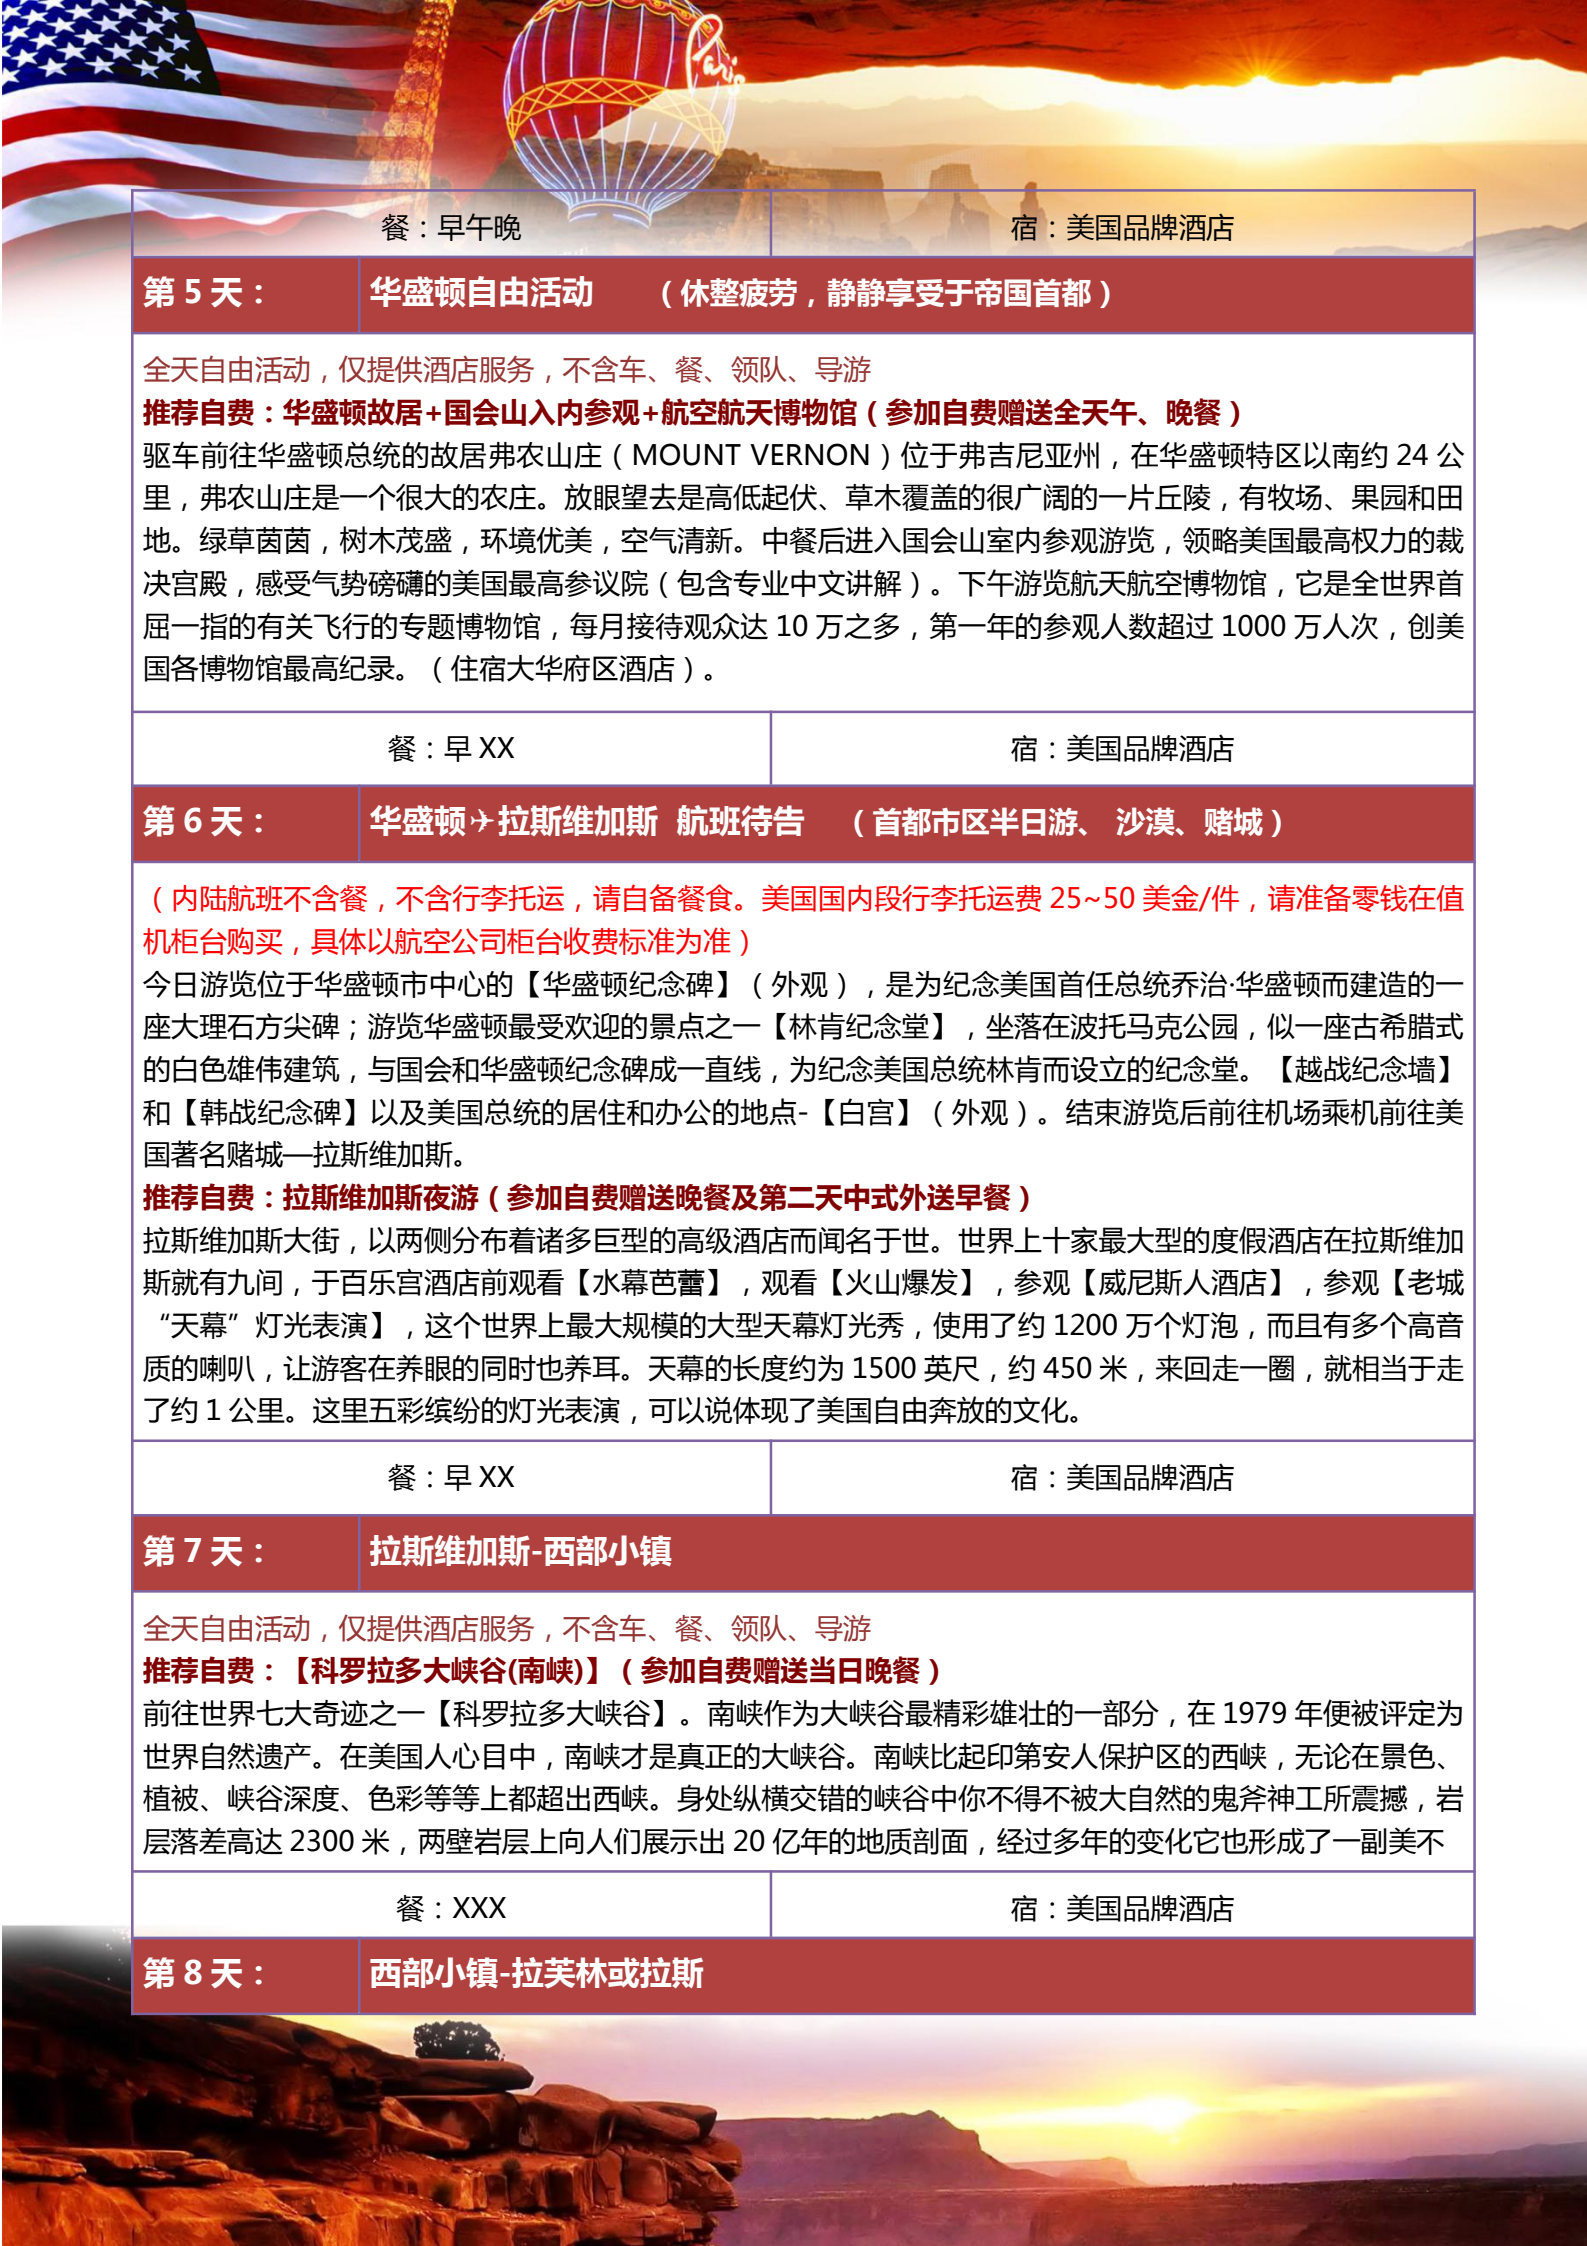 Paris
餐：早午晚
宿：美国品牌酒店
第 5 天：
华盛顿自由活动 （休整疲劳，静静享受于帝国首都）
全天自由活动，仅提供酒店服务，不含车、餐、领队、导游
推荐自费：华盛顿故居+国会山入内参观+航空航天博物馆（参加自费赠送全天午、晚餐）
驱车前往华盛顿总统的故居弗农山庄（MOUNT VERNON）位于弗吉尼亚州，在华盛顿特区以南约 24 公
里，弗农山庄是一个很大的农庄。放眼望去是高低起伏、草木覆盖的很广阔的一片丘陵，有牧场、果园和田
地。绿草茵茵，树木茂盛，环境优美，空气清新。中餐后进入国会山室内参观游览，领略美国最高权力的裁
决宫殿，感受气势磅礴的美国最高参议院（包含专业中文讲解）。下午游览航天航空博物馆，它是全世界首
屈一指的有关飞行的专题博物馆，每月接待观众达 10 万之多，第一年的参观人数超过 1000 万人次，创美
国各博物馆最高纪录。（住宿大华府区酒店）。
餐：早 XX
宿：美国品牌酒店
第 6 天：
华盛顿✈拉斯维加斯 航班待告 （首都市区半日游、 沙漠、赌城）
（内陆航班不含餐，不含行李托运，请自备餐食。美国国内段行李托运费 25~50 美金/件，请准备零钱在值
机柜台购买，具体以航空公司柜台收费标准为准）
今日游览位于华盛顿市中心的【华盛顿纪念碑】（外观），是为纪念美国首任总统乔治·华盛顿而建造的一
座大理石方尖碑；游览华盛顿最受欢迎的景点之一【林肯纪念堂】，坐落在波托马克公园，似一座古希腊式
的白色雄伟建筑，与国会和华盛顿纪念碑成一直线，为纪念美国总统林肯而设立的纪念堂。【越战纪念墙】
和【韩战纪念碑】以及美国总统的居住和办公的地点-【白宫】（外观）。结束游览后前往机场乘机前往美
国著名赌城—拉斯维加斯。
推荐自费：拉斯维加斯夜游（参加自费赠送晚餐及第二天中式外送早餐）
拉斯维加斯大街，以两侧分布着诸多巨型的高级酒店而闻名于世。世界上十家最大型的度假酒店在拉斯维加
斯就有九间，于百乐宫酒店前观看【水幕芭蕾】，观看【火山爆发】，参观【威尼斯人酒店】，参观【老城
“天幕”灯光表演】，这个世界上最大规模的大型天幕灯光秀，使用了约 1200 万个灯泡，而且有多个高音
质的喇叭，让游客在养眼的同时也养耳。天幕的长度约为 1500 英尺，约 450 米，来回走一圈，就相当于走
了约 1 公里。这里五彩缤纷的灯光表演，可以说体现了美国自由奔放的文化。
餐：早 XX
宿：美国品牌酒店
第 7 天：
拉斯维加斯-西部小镇
全天自由活动，仅提供酒店服务，不含车、餐、领队、导游
推荐自费：【科罗拉多大峡谷(南峡)】（参加自费赠送当日晚餐）
前往世界七大奇迹之一【科罗拉多大峡谷】。南峡作为大峡谷最精彩雄壮的一部分，在 1979 年便被评定为
世界自然遗产。在美国人心目中，南峡才是真正的大峡谷。南峡比起印第安人保护区的西峡，无论在景色、
植被、峡谷深度、色彩等等上都超出西峡。身处纵横交错的峡谷中你不得不被大自然的鬼斧神工所震撼，岩
层落差高达 2300 米，两壁岩层上向人们展示出 20 亿年的地质剖面，经过多年的变化它也形成了一副美不
餐：XXX
宿：美国品牌酒店
第 8 天：
西部小镇-拉芙林或拉斯